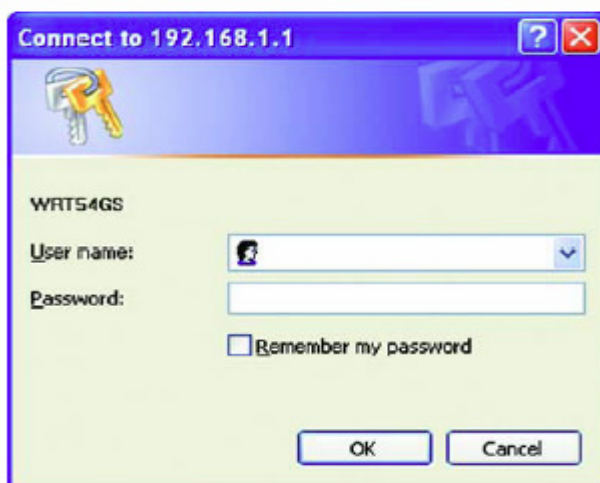 Connect to 192.168.1.1
?
WRT54GS
User name:
Password:
Remember my password
OK
Cancel